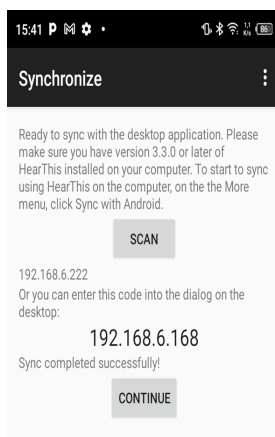 15:41 P M • 1,1 K/s 86
Synchronize
Ready to sync with the desktop application. Please
make sure you have version 3.3.0 or later of
HearThis installed on your computer. To start to sync
using HearThis on the computer, on the the More
menu, click Sync with Android.
SCAN
192.168.6.222
Or you can enter this code into the dialog on the
desktop:
192.168.6.168
Sync completed successfully!
CONTINUE